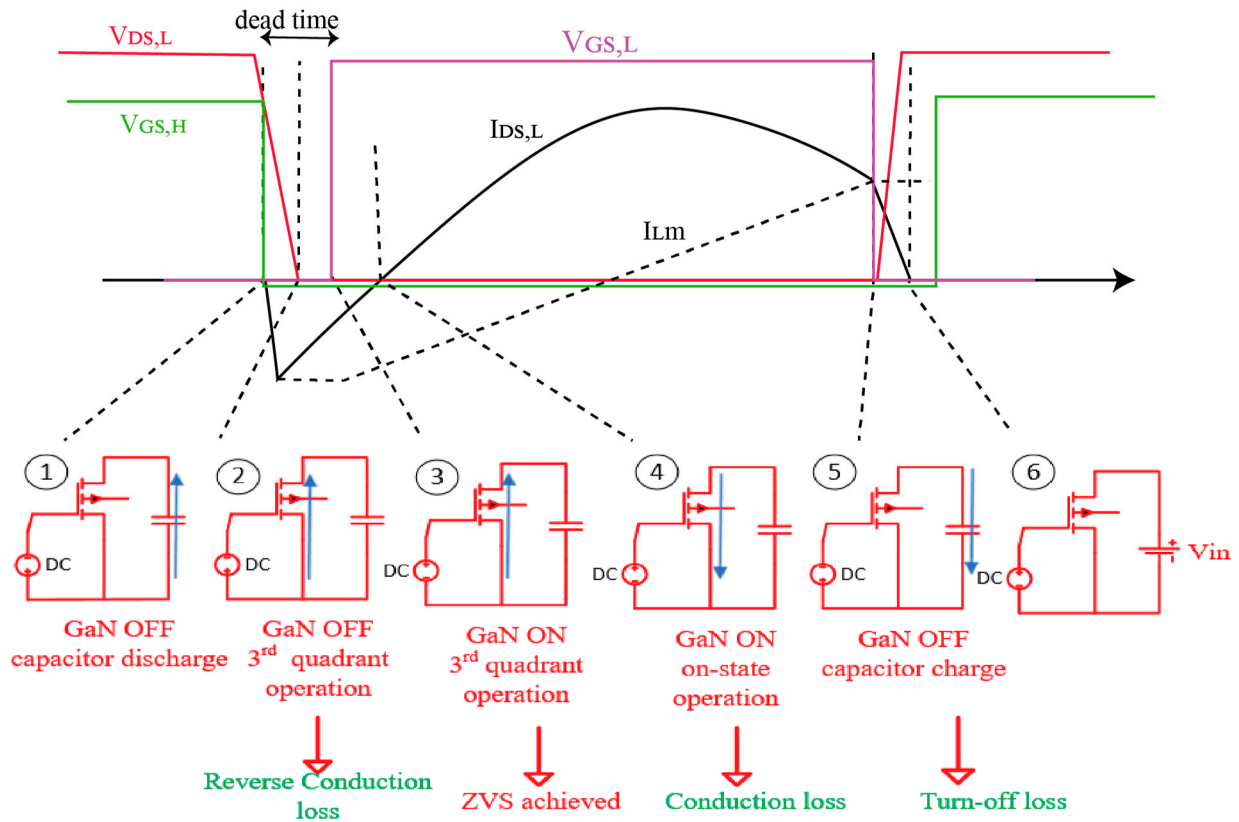 dead time
VDS,L
VGS,L
VGS,H
IDS,L
ILm
1
2
3
4
5
6
DC
DC
DC
DC
DC
DC
Vin
GaN OFF
capacitor discharge
GaN OFF
3rd quadrant
operation
GaN ON
3rd quadrant
operation
GaN ON
on-state
operation
GaN OFF
capacitor charge
Reverse Conduction
loss
ZVS achieved
Conduction loss
Turn-off loss